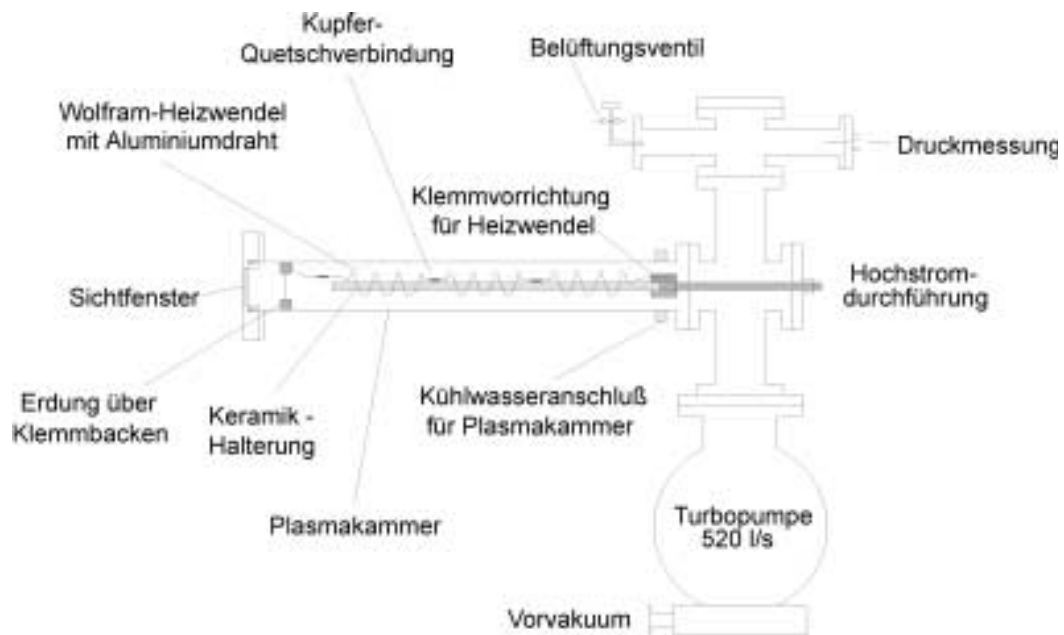 Kupfer-
Quetschverbindung
Belüftungsventil
Wolfram-Heizwendel
mit Aluminiumdraht
Druckmessung
Klemmvorrichtung
für Heizwendel
Sichtfenster
Hochstrom-
durchführung
Erdung über
Klemmbacken
Keramik -
Halterung
Kühlwasseranschluß
für Plasmakammer
Plasmakammer
Turbopumpe
520 l/s
Vorvakuum